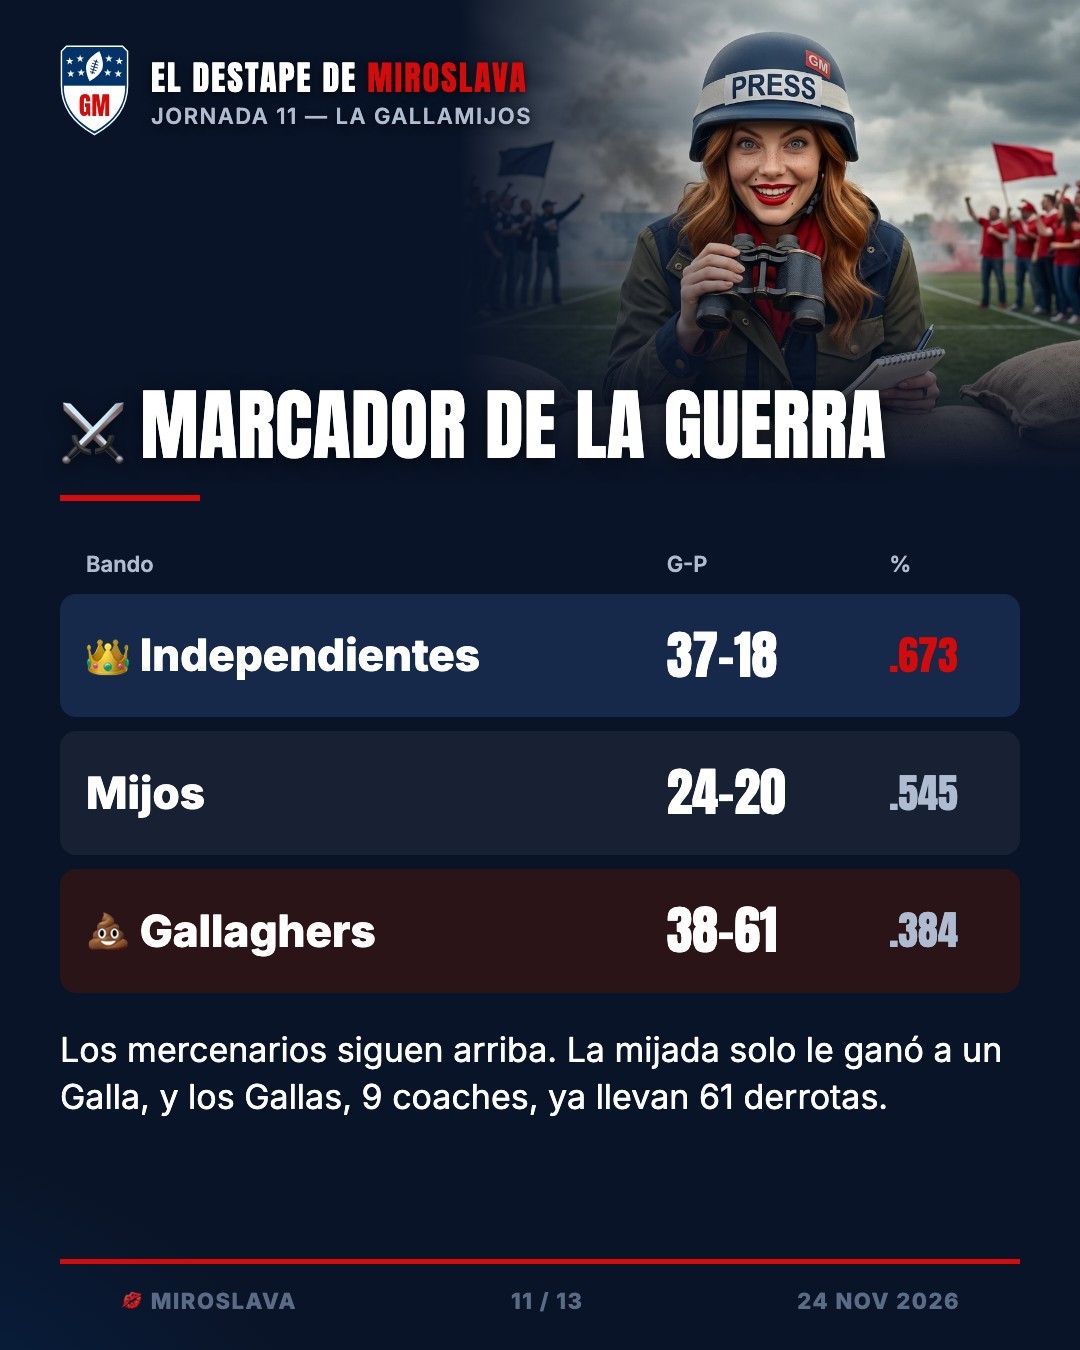 GM
EL DESTAPE DE MIROSLAVA
JORNADA 11 — LA GALLAMIJOS
GM
PRESS
⚔️ MARCADOR DE LA GUERRA
Bando G-P %
👑 Independientes 37-18 .673
Mijos 24-20 .545
💩 Gallaghers 38-61 .384
Los mercenarios siguen arriba. La mijada solo le ganó a un
Galla, y los Gallas, 9 coaches, ya llevan 61 derrotas.
💋 MIROSLAVA 11 / 13 24 NOV 2026